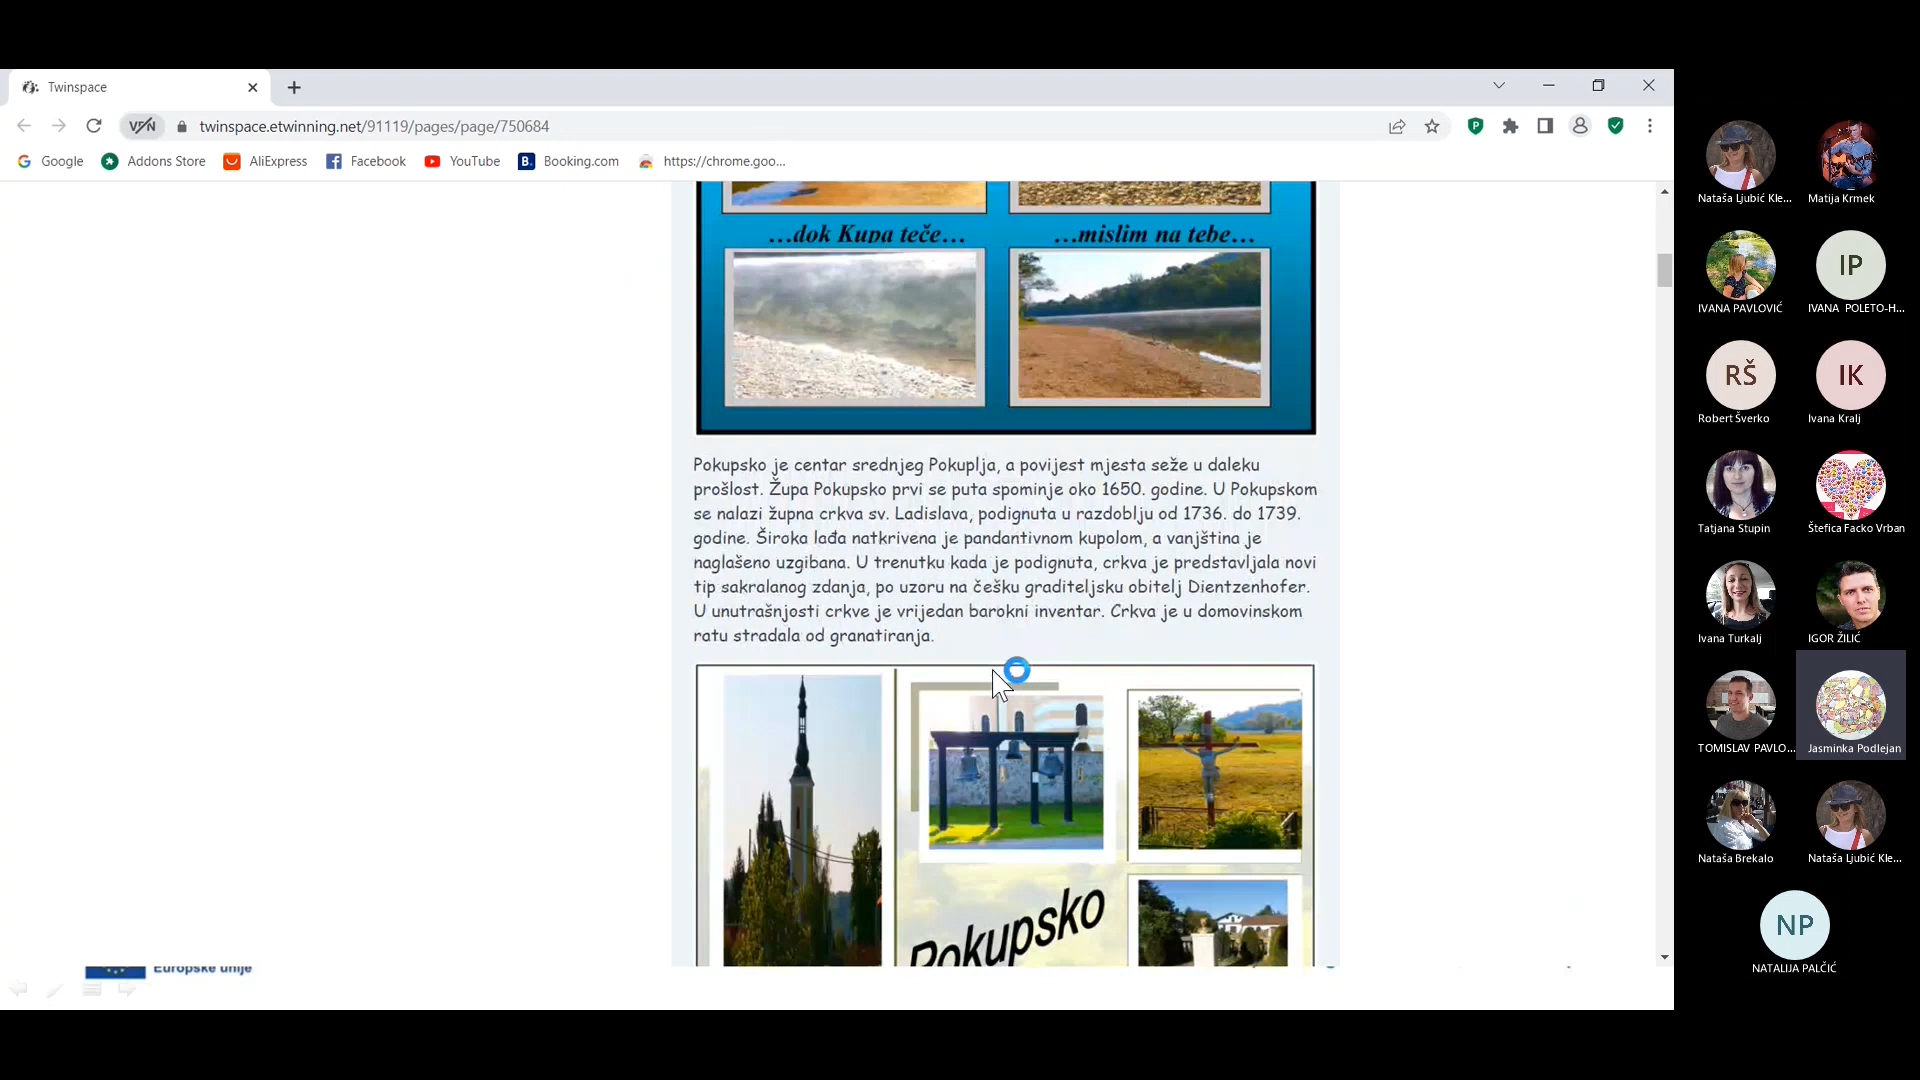 Twinspace
VPN
twinspace.etwinning.net/91119/pages/page/750684
Google
Addons Store
AliExpress
Facebook
YouTube
B.
Booking.com
https://chrome.goo...
...dok Kupa teče...
...mislim na tebe...
Pokupsko je centar srednjeg Pokuplja, a povijest mjesta seže u daleku
prošlost. Župa Pokupsko prvi se puta spominje oko 1650. godine. U Pokupskom
se nalazi župna crkva sv. Ladislava, podignuta u razdoblju od 1736. do 1739.
godine. Široka lađa natkrivena je pandantivnom kupolom, a vanjština je
naglašeno uzgibana. U trenutku kada je podignuta, crkva je predstavljala novi
tip sakralanog zdanja, po uzoru na češku graditeljsku obitelj Dientzenhofer.
U unutrašnjosti crkve je vrijedan barokni inventar. Crkva je u domovinskom
ratu stradala od granatiranja.
Pokupsko
Europske unije
Nataša Ljubić Kle...
Matija Krmek
IVANA PAVLOVIĆ
IP
IVANA POLETO-H...
RŠ
Robert Šverko
IK
Ivana Kralj
Tatjana Stupin
Štefica Facko Vrban
Ivana Turkalj
IGOR ŽILIĆ
TOMISLAV PAVLO...
Jasminka Podlejan
Nataša Brekalo
Nataša Ljubić Kle...
NP
NATALIJA PALČIĆ